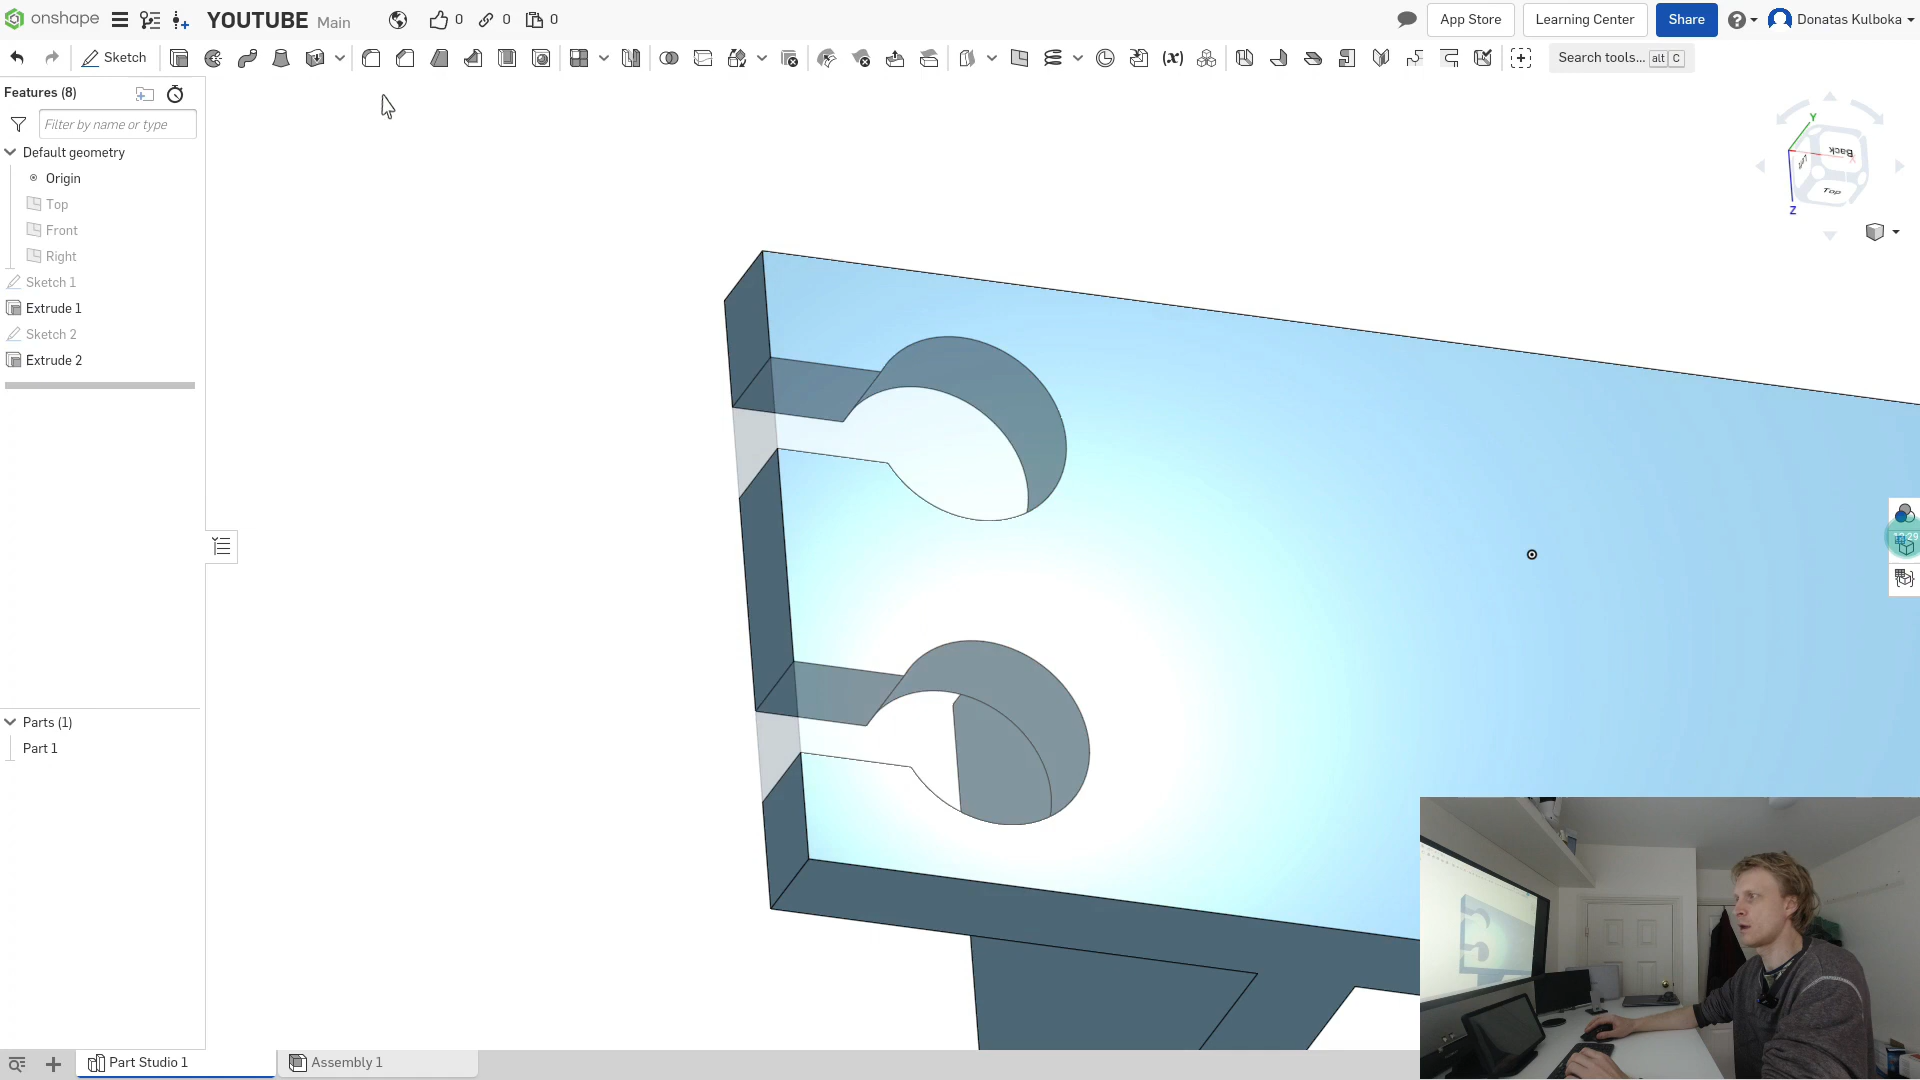 onshape YOUTUBE Main 0 0 0 App Store Learning Center Share Donatas Kulboka
Sketch Search tools... alt C
Features (8)
Filter by name or type
Default geometry
Origin
Top
Front
Right
Sketch 1
Extrude 1
Sketch 2
Extrude 2
Parts (1)
Part 1
Y
Back
X
Top
Z
(x)
Part Studio 1
Assembly 1